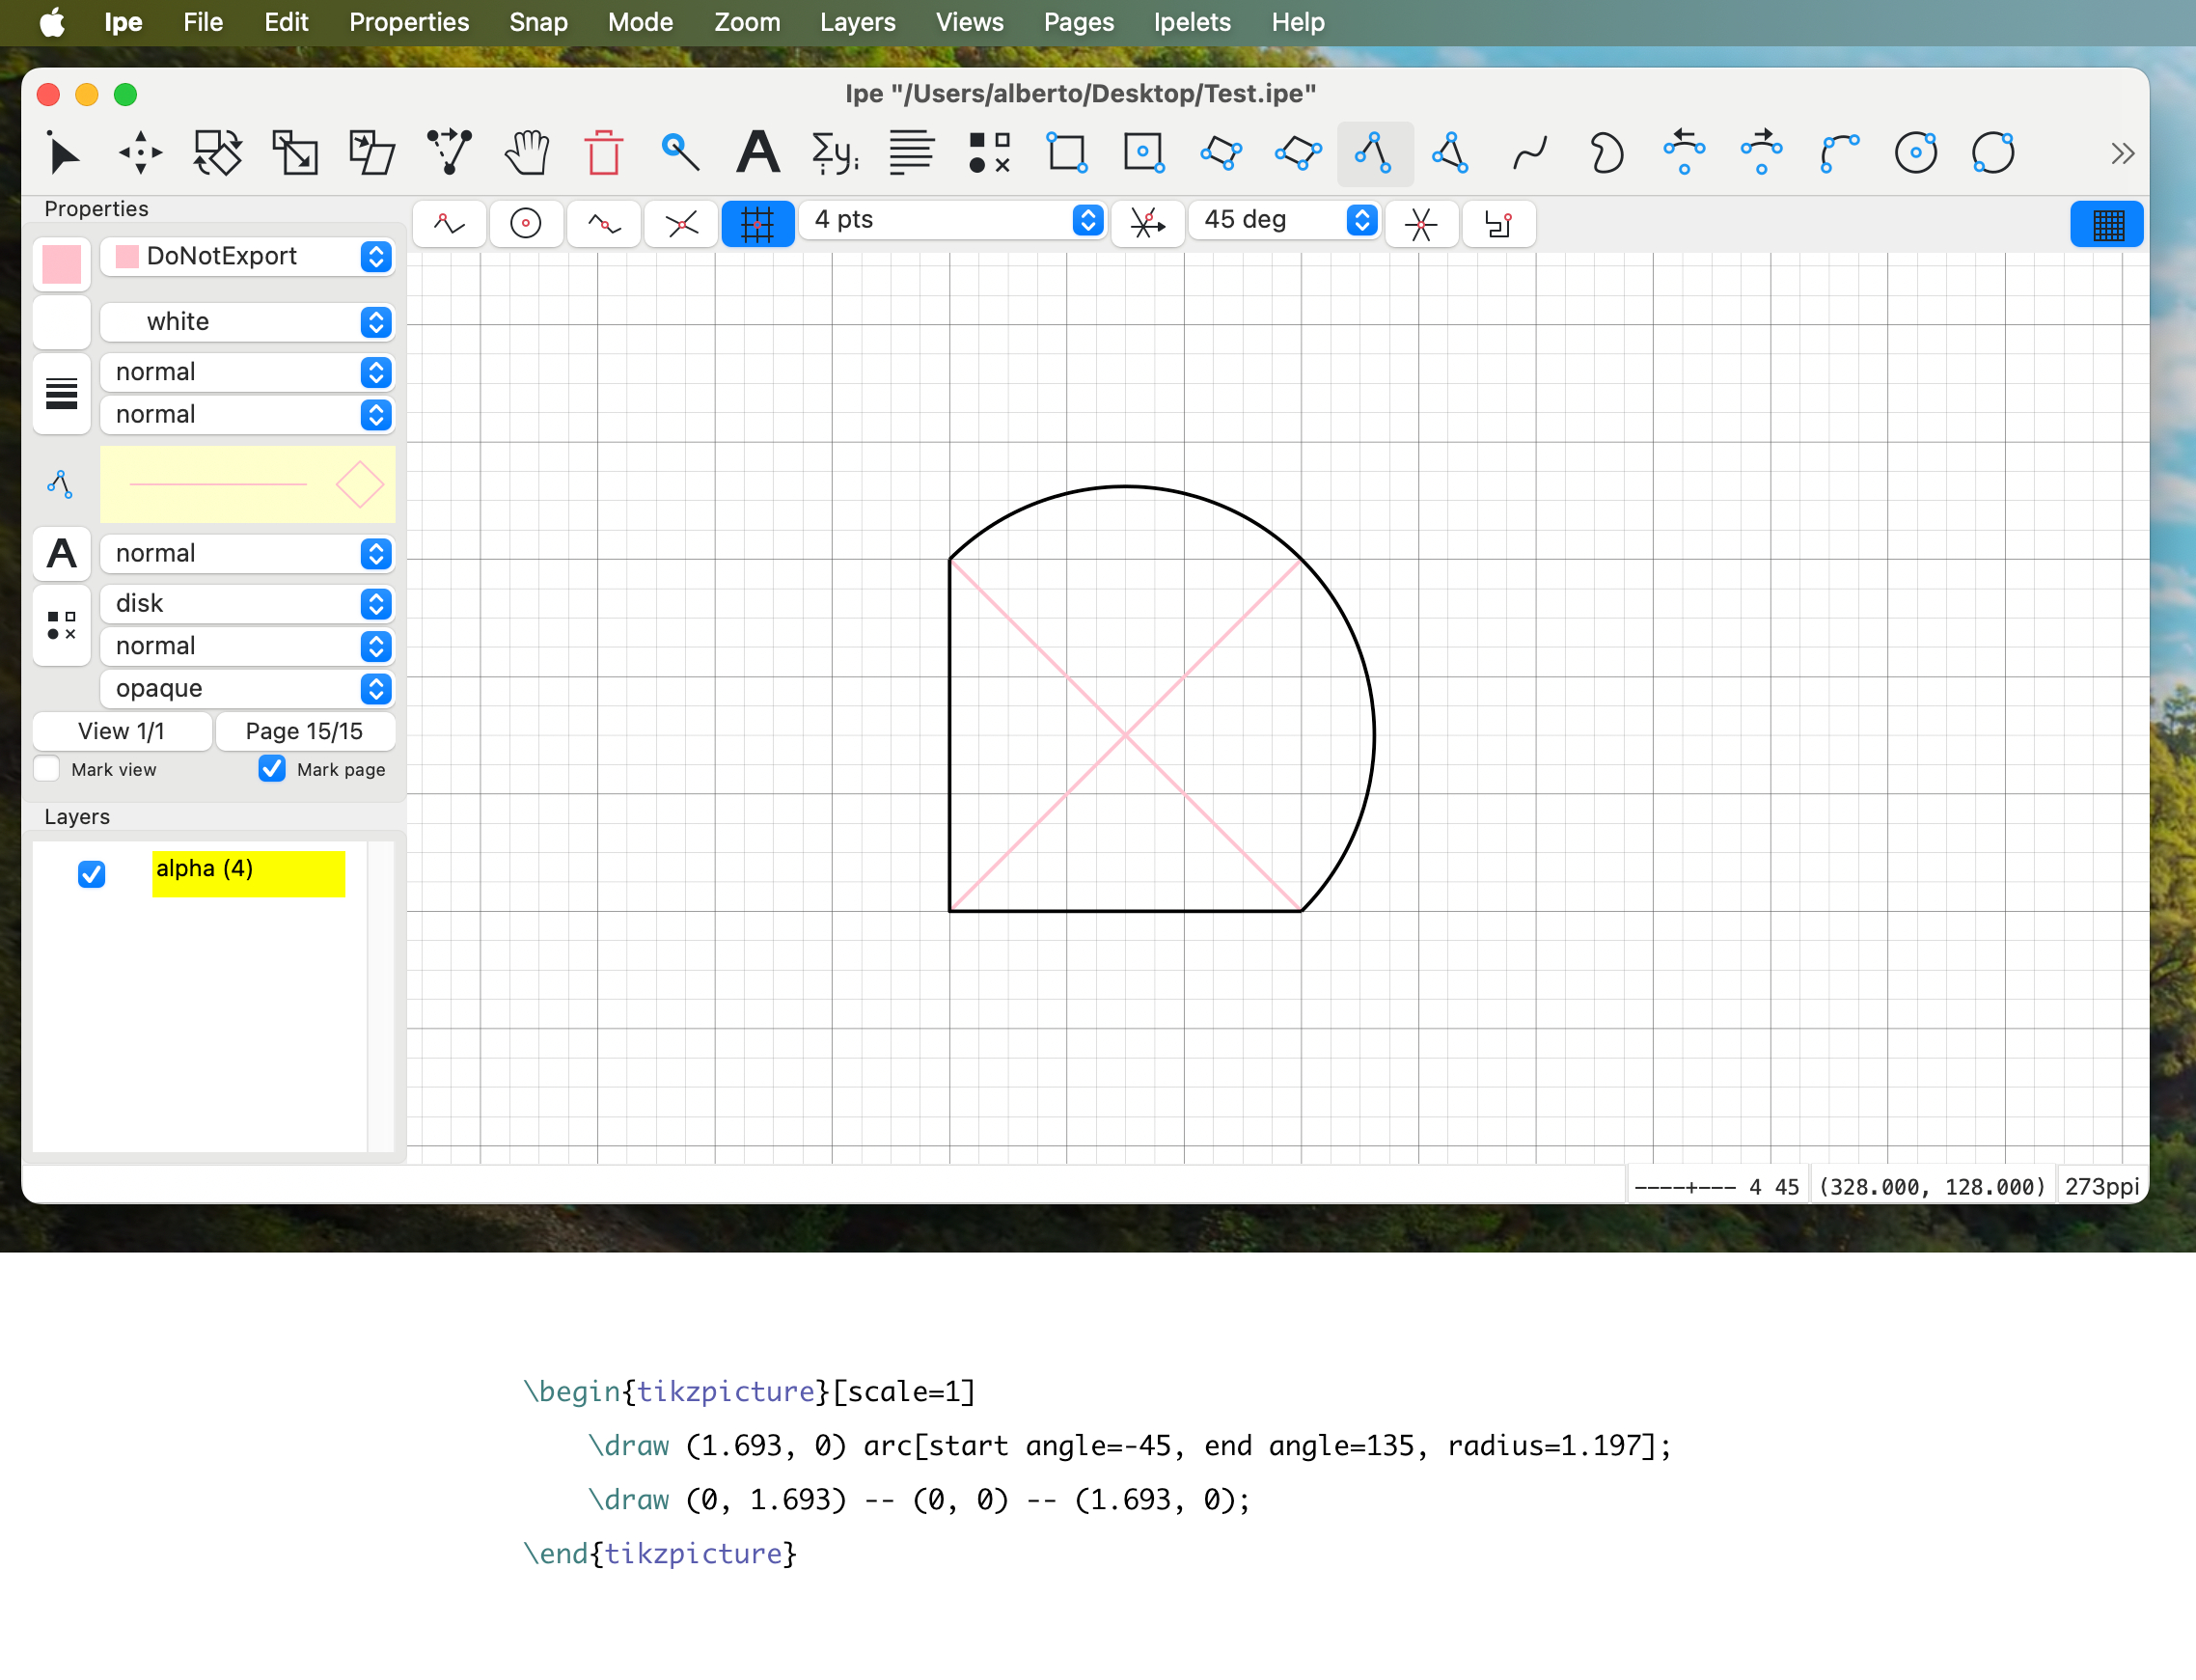 Ipe File Edit Properties Snap Mode Zoom Layers Views Pages Ipelets Help
Ipe "/Users/alberto/Desktop/Test.ipe"
Properties
4 pts
45 deg
DoNotExport
white
normal
normal
A
normal
disk
normal
opaque
View 1/1
Page 15/15
Mark view
Mark page
Layers
alpha (4)
----+--- 4 45
(328.000, 128.000)
273ppi
\begin{tikzpicture}[scale=1]
\draw (1.693, 0) arc[start angle=-45, end angle=135, radius=1.197];
\draw (0, 1.693) -- (0, 0) -- (1.693, 0);
\end{tikzpicture}